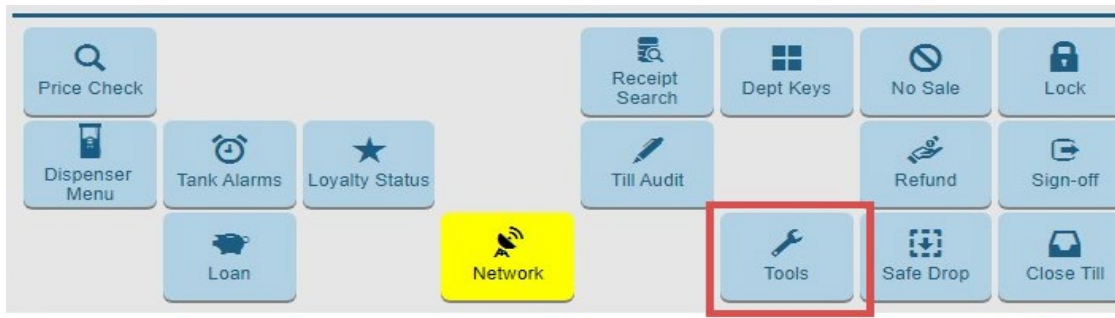 Price Check
Receipt
Search
Dept Keys
No Sale
Lock
Dispenser
Menu
Tank Alarms
Loyalty Status
Till Audit
Refund
Sign-off
Loan
Network
Tools
Safe Drop
Close Till